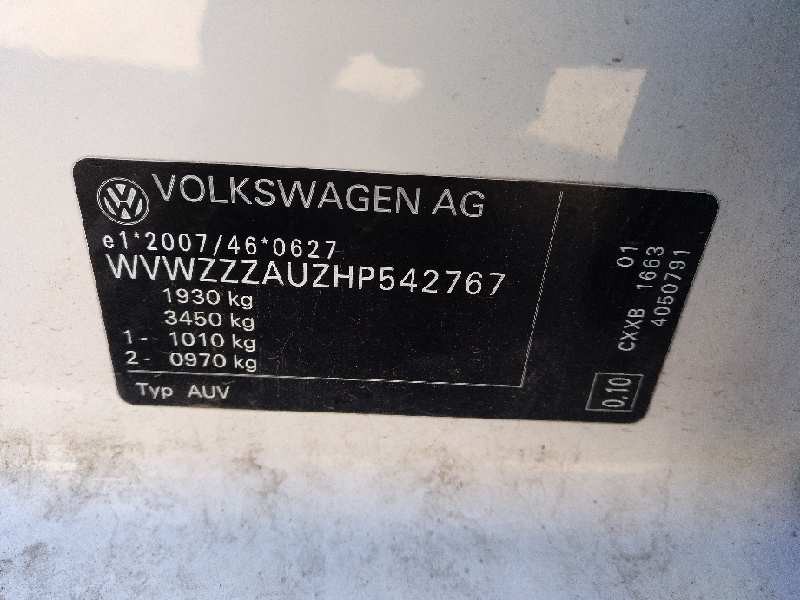 VOLKSWAGEN AG
e1*2007/46*0627
WVWZZZAUZHP542767
1930 kg
3450 kg
1- 1010 kg
2- 0970 kg
Typ AUV
01
CXXB 1663
4050791
0,10